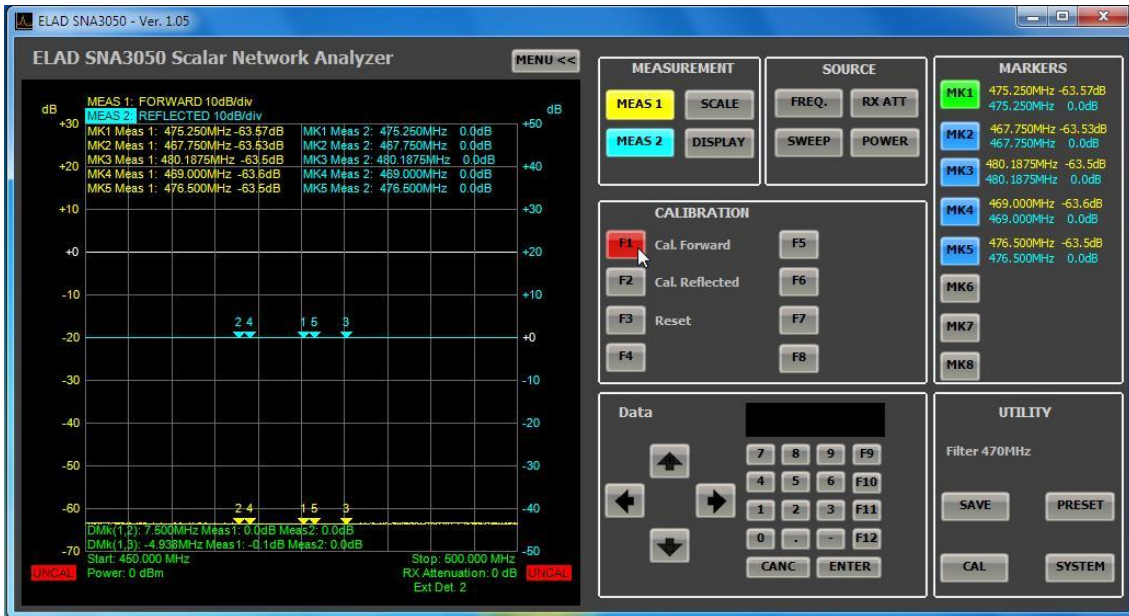 ELAD SNA3050 - Ver. 1.05
ELAD SNA3050 Scalar Network Analyzer
MENU <<
dB
MEAS 1: FORWARD 10dB/div
MEAS 2: REFLECTED 10dB/div
dB
MK1 Meas 1: 475.250MHz -63.57dB MK1 Meas 2: 475.250MHz 0.0dB
MK2 Meas 1: 467.750MHz -63.53dB MK2 Meas 2: 467.750MHz 0.0dB
MK3 Meas 1: 480.1875MHz -63.5dB MK3 Meas 2: 480.1875MHz 0.0dB
MK4 Meas 1: 469.000MHz -63.6dB MK4 Meas 2: 469.000MHz 0.0dB
MK5 Meas 1: 476.500MHz -63.5dB MK5 Meas 2: 476.500MHz 0.0dB
+30 +50
+20 +40
+10 +30
+0 +20
-10 +10
2 4 1 5 3
-20 +0
-30 -10
-40 -20
-50 -30
-60 -40
2 4 1 5 3
DMk(1,2): 7.500MHz Meas1: 0.0dB Meas2: 0.0dB
DMk(1,3): -4.938MHz Meas1: -0.1dB Meas2: 0.0dB
-70 -50
Start: 450.000 MHz Stop: 500.000 MHz
UNCAL Power: 0 dBm RX Attenuation: 0 dB UNCAL
Ext Det. 2
MEASUREMENT
MEAS 1 SCALE
MEAS 2 DISPLAY
SOURCE
FREQ. RX ATT
SWEEP POWER
CALIBRATION
F1 Cal. Forward F5
F2 Cal. Reflected F6
F3 Reset F7
F4 F8
MARKERS
MK1 475.250MHz -63.57dB
475.250MHz 0.0dB
MK2 467.750MHz -63.53dB
467.750MHz 0.0dB
MK3 480.1875MHz -63.5dB
480.1875MHz 0.0dB
MK4 469.000MHz -63.6dB
469.000MHz 0.0dB
MK5 476.500MHz -63.5dB
476.500MHz 0.0dB
MK6
MK7
MK8
Data
7 8 9 F9
4 5 6 F10
1 2 3 F11
0 . - F12
CANC ENTER
UTILITY
Filter 470MHz
SAVE PRESET
CAL SYSTEM